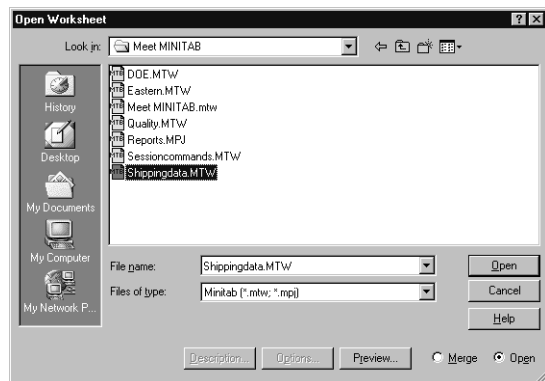 Open Worksheet
Look in: Meet MINITAB
DOE.MTW
Eastern.MTW
Meet MINITAB.mtw
Quality.MTW
Reports.MPJ
Sessioncommands.MTW
Shippingdata.MTW
History
Desktop
My Documents
My Computer
My Network P...
File name: Shippingdata.MTW Open
Files of type: Minitab (*.mtw; *.mpj) Cancel
Help
Description... Options... Preview... Merge Open